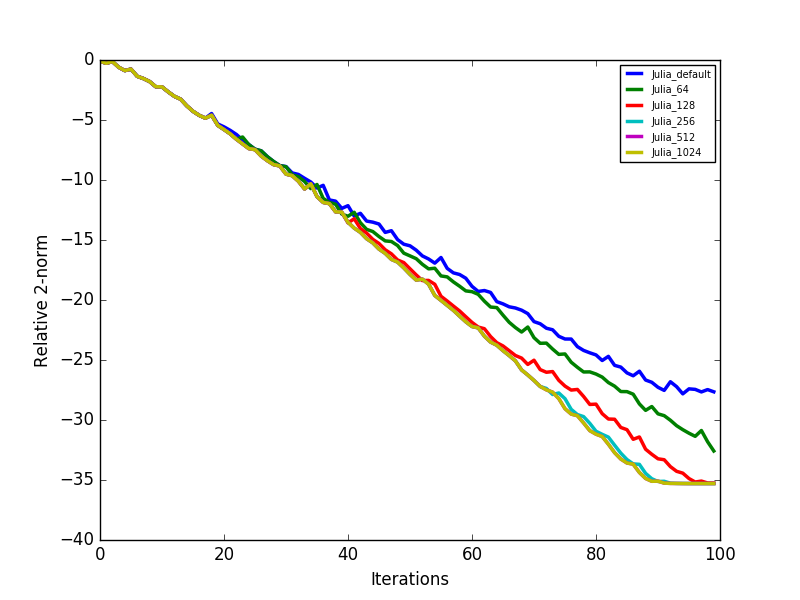 0
−5
−10
−15
−20
−25
−30
−35
−40
0 20 40 60 80 100
Relative 2-norm
Iterations
Julia_default
Julia_64
Julia_128
Julia_256
Julia_512
Julia_1024